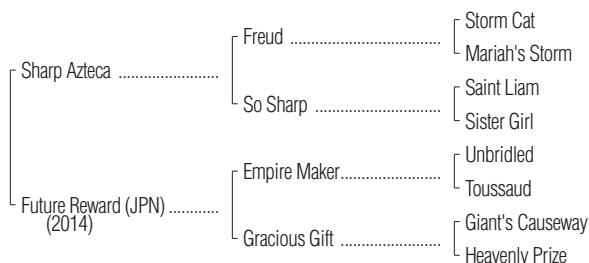 Storm Cat
Freud ....................................
Mariah's Storm
Sharp Azteca ........................
Saint Liam
So Sharp ..............................
Sister Girl
Unbridled
Empire Maker........................
Toussaud
Future Reward (JPN) ............
(2014)
Giant's Causeway
Gracious Gift ........................
Heavenly Prize